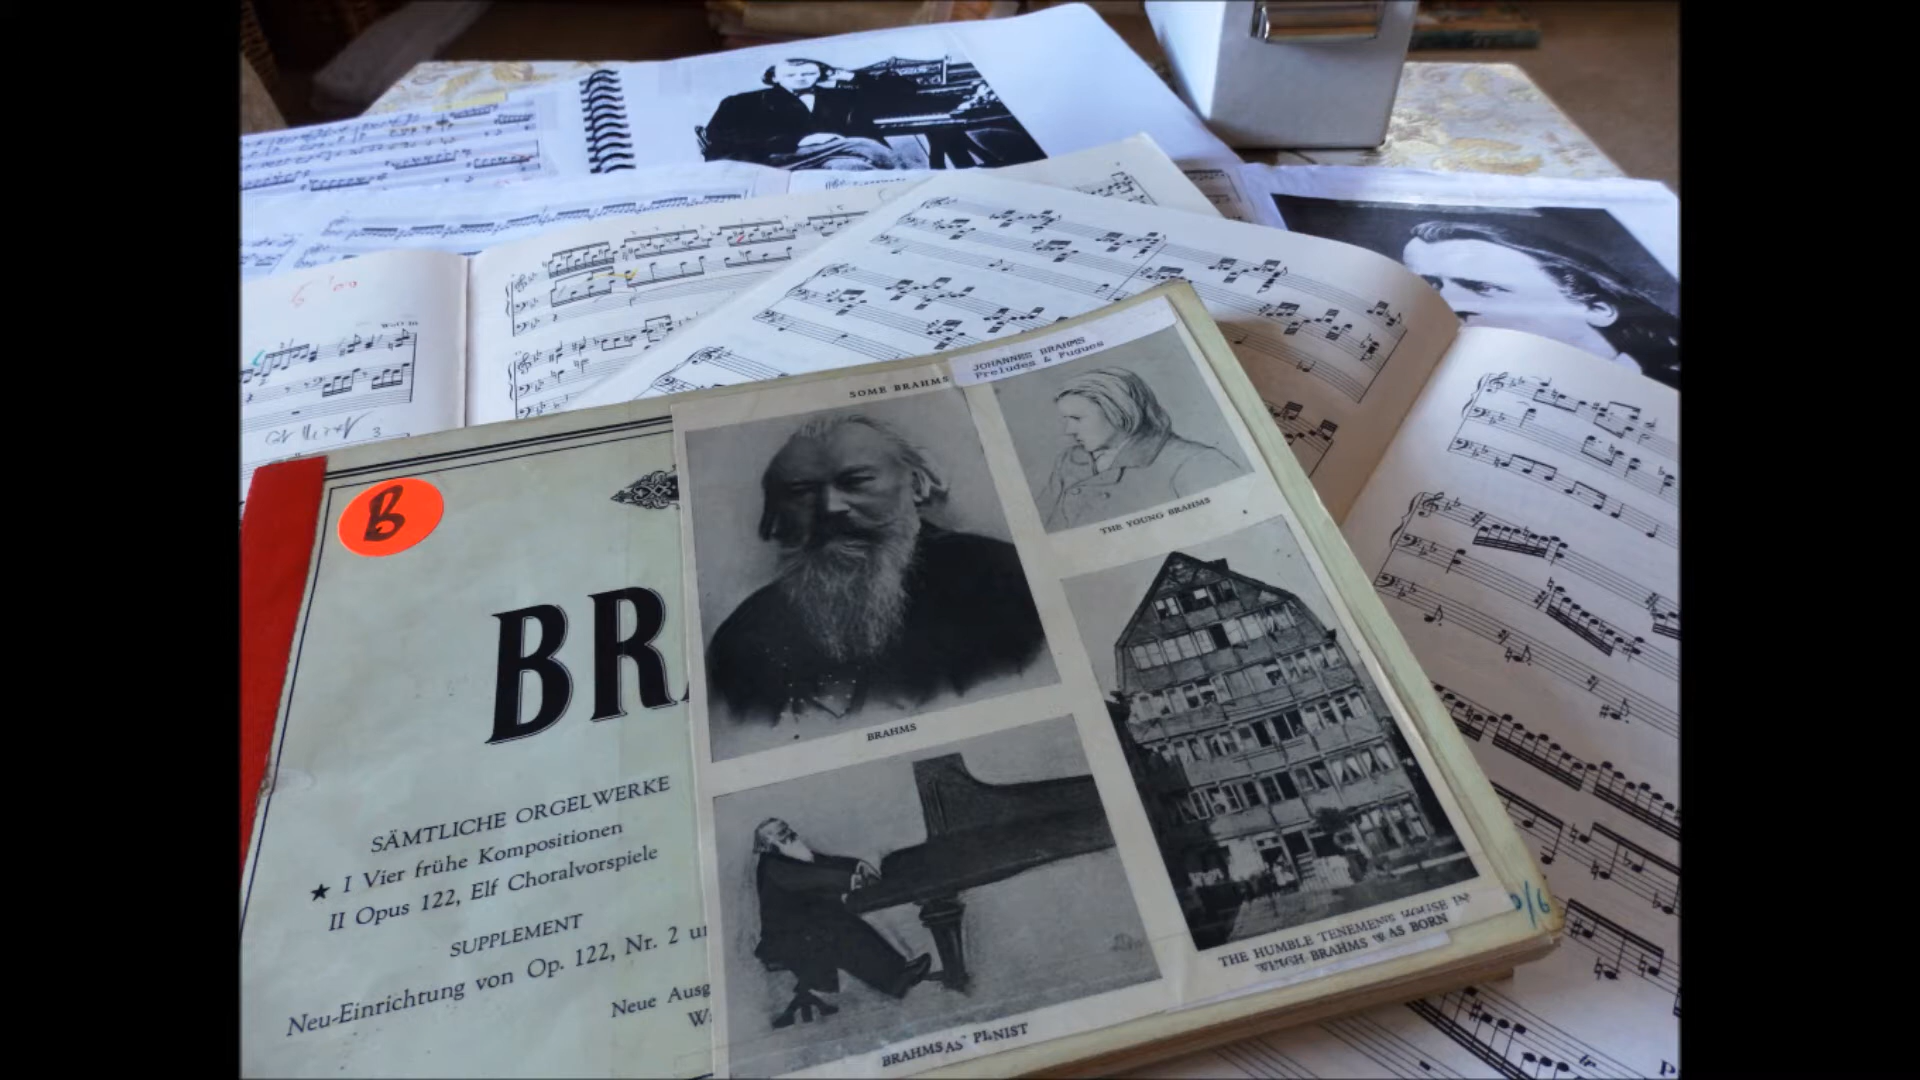 JOHANNES BRAHMS
Preludes & Fugues
SOME BRAHMS
B
BR
THE YOUNG BRAHMS
BRAHMS
SÄMTLICHE ORGELWERKE
★ I Vier frühe Kompositionen
II Opus 122, Elf Choralvorspiele
SUPPLEMENT
Neu-Einrichtung von Op. 122, Nr. 2 u
Neue Ausg
W
BRAHMS AS PIANIST
THE HUMBLE TENEMENT HOUSE IN
WHICH BRAHMS WAS BORN